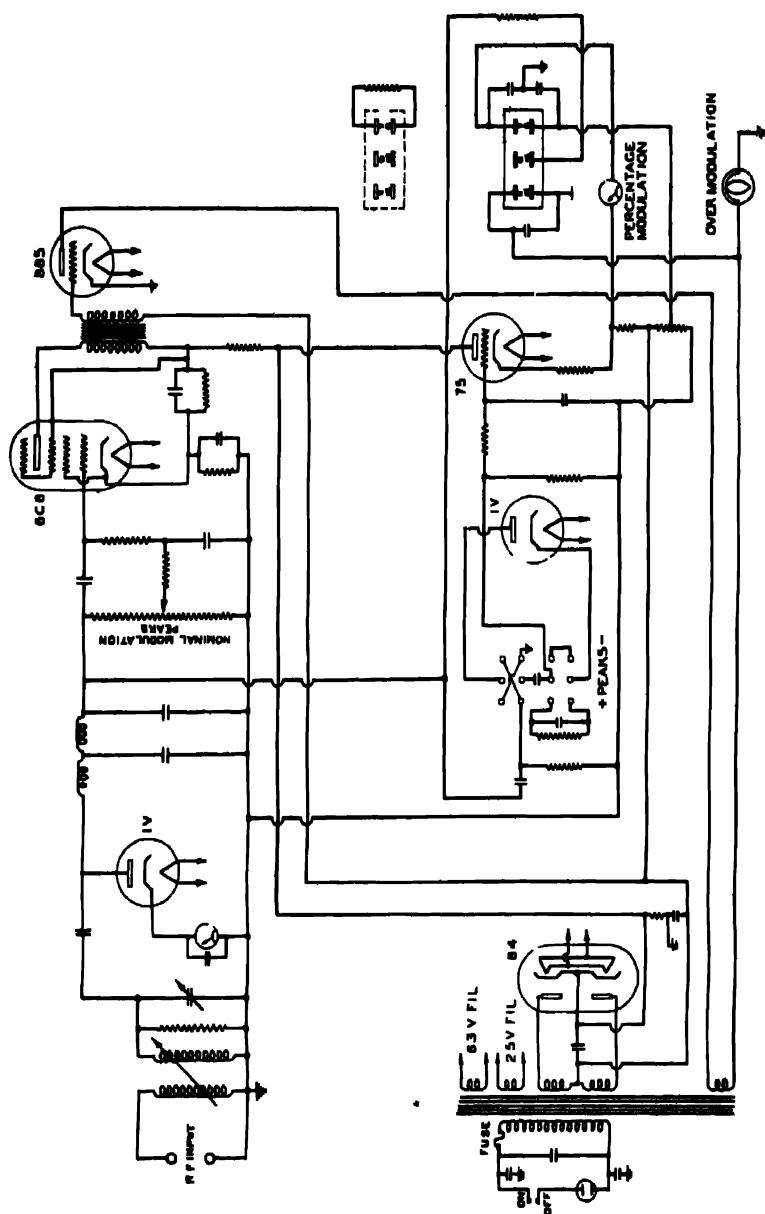 R F INPUT
1V
NOMINAL MODULATION
PEAKS
6C6
885
+ PEAKS -
1V
75
PERCENTAGE
MODULATION
OVER MODULATION
FUSE
ON
OFF
6.3 V FIL
2.5 V FIL
84